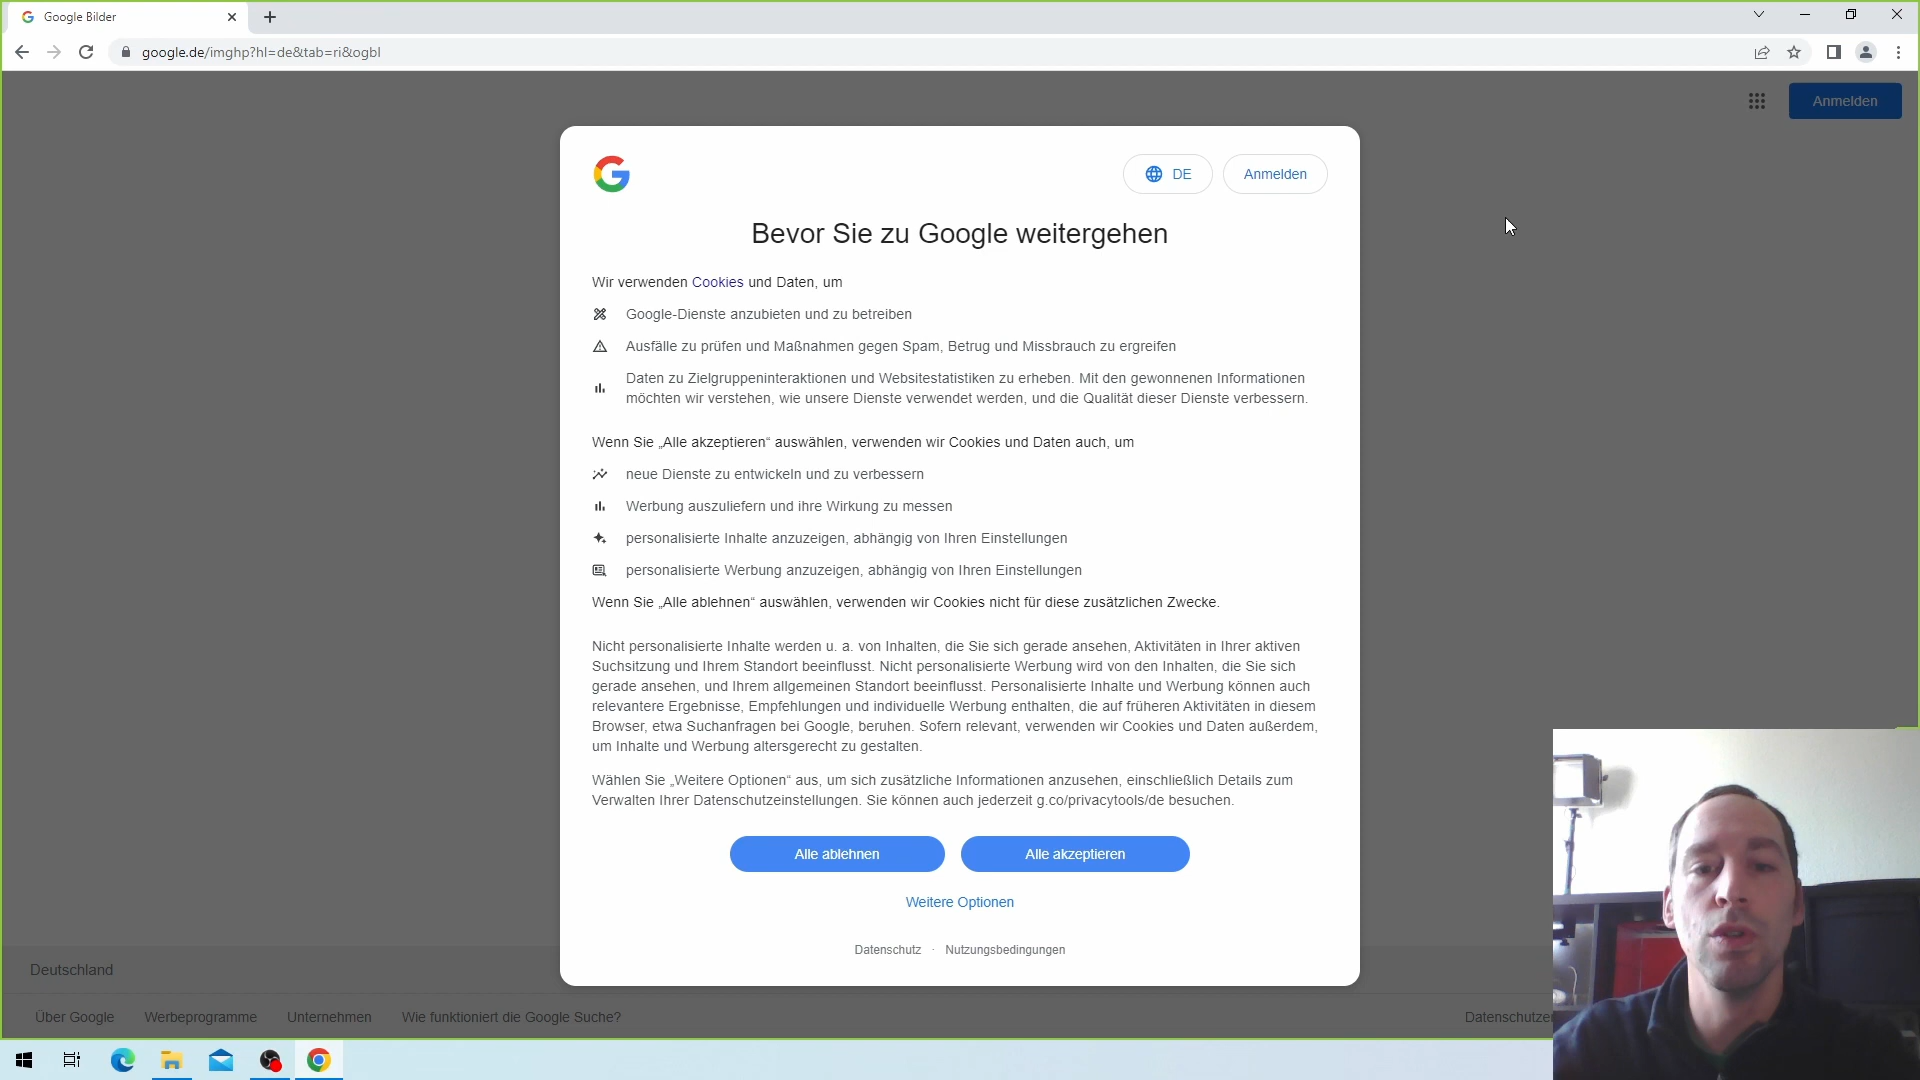 Google Bilder
google.de/imghp?hl=de&tab=ri&ogbl
Anmelden
DE
Anmelden
Bevor Sie zu Google weitergehen
Wir verwenden Cookies und Daten, um
Google-Dienste anzubieten und zu betreiben
Ausfälle zu prüfen und Maßnahmen gegen Spam, Betrug und Missbrauch zu ergreifen
Daten zu Zielgruppeninteraktionen und Websitestatistiken zu erheben. Mit den gewonnenen Informationen
möchten wir verstehen, wie unsere Dienste verwendet werden, und die Qualität dieser Dienste verbessern.
Wenn Sie „Alle akzeptieren“ auswählen, verwenden wir Cookies und Daten auch, um
neue Dienste zu entwickeln und zu verbessern
Werbung auszuliefern und ihre Wirkung zu messen
personalisierte Inhalte anzuzeigen, abhängig von Ihren Einstellungen
personalisierte Werbung anzuzeigen, abhängig von Ihren Einstellungen
Wenn Sie „Alle ablehnen“ auswählen, verwenden wir Cookies nicht für diese zusätzlichen Zwecke.
Nicht personalisierte Inhalte werden u. a. von Inhalten, die Sie sich gerade ansehen, Aktivitäten in Ihrer aktiven
Suchsitzung und Ihrem Standort beeinflusst. Nicht personalisierte Werbung wird von den Inhalten, die Sie sich
gerade ansehen, und Ihrem allgemeinen Standort beeinflusst. Personalisierte Inhalte und Werbung können auch
relevantere Ergebnisse, Empfehlungen und individuelle Werbung enthalten, die auf früheren Aktivitäten in diesem
Browser, etwa Suchanfragen bei Google, beruhen. Sofern relevant, verwenden wir Cookies und Daten außerdem,
um Inhalte und Werbung altersgerecht zu gestalten.
Wählen Sie „Weitere Optionen“ aus, um sich zusätzliche Informationen anzusehen, einschließlich Details zum
Verwalten Ihrer Datenschutzeinstellungen. Sie können auch jederzeit g.co/privacytools/de besuchen.
Alle ablehnen
Alle akzeptieren
Weitere Optionen
Datenschutz · Nutzungsbedingungen
Deutschland
Über Google
Werbeprogramme
Unternehmen
Wie funktioniert die Google Suche?